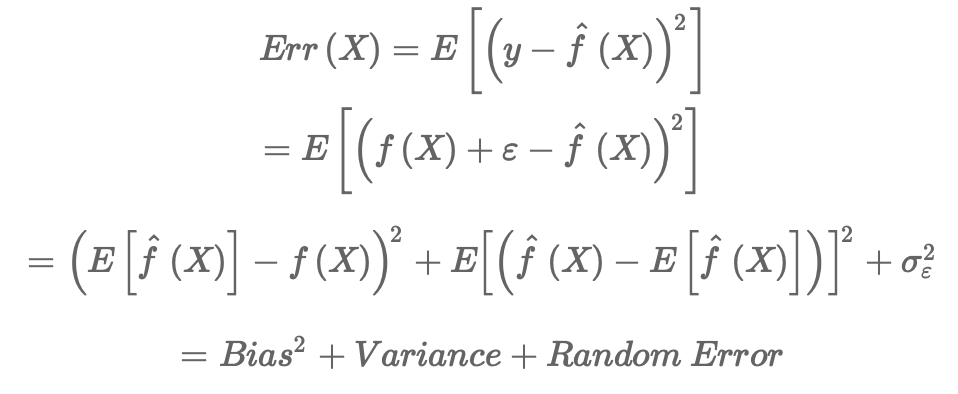 Err (X) = E[(y − f̂ (X))²]
= E[(f (X) + ε − f̂ (X))²]
= (E[f̂ (X)] − f (X))² + E[(f̂ (X) − E[f̂ (X)])]² + σ²_ε
= Bias² + Variance + Random Error